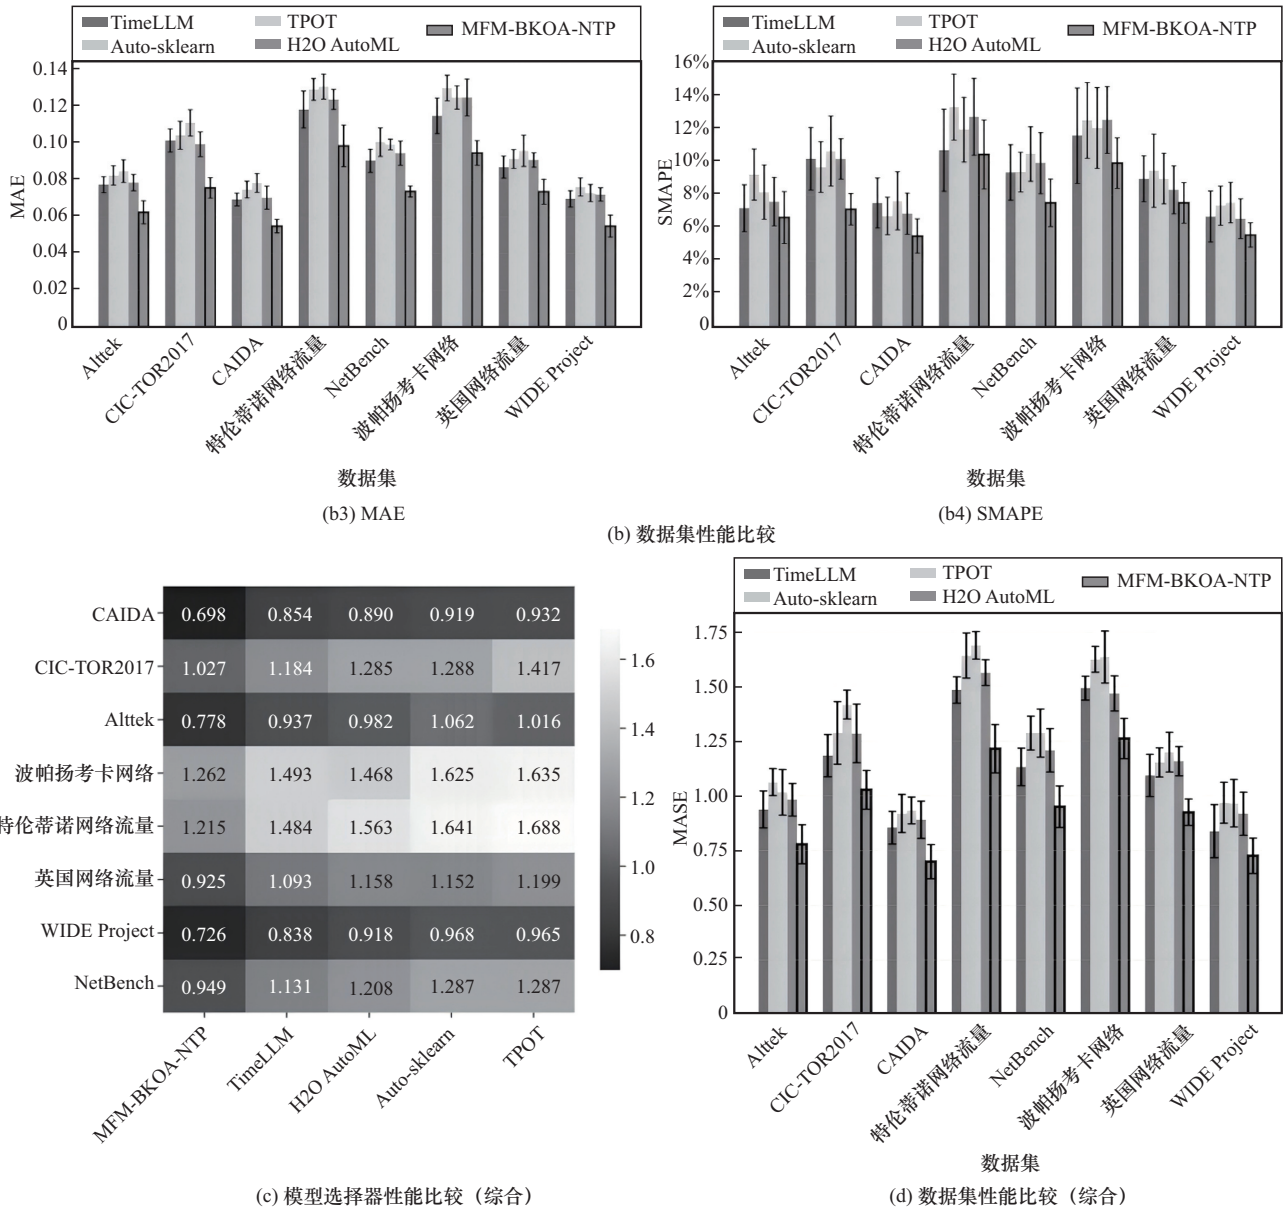 TimeLLM TPOT MFM-BKOA-NTP
Auto-sklearn H2O AutoML
0.14
0.12
0.10
0.08
0.06
0.04
0.02
0
MAE
Alttek CIC-TOR2017 CAIDA 特伦蒂诺网络流量 NetBench 波帕扬考卡网络 英国网络流量 WIDE Project
数据集
(b3) MAE
TimeLLM TPOT MFM-BKOA-NTP
Auto-sklearn H2O AutoML
16%
14%
12%
10%
8%
6%
4%
2%
0
SMAPE
Alttek CIC-TOR2017 CAIDA 特伦蒂诺网络流量 NetBench 波帕扬考卡网络 英国网络流量 WIDE Project
数据集
(b4) SMAPE
(b) 数据集性能比较
CAIDA 0.698 0.854 0.890 0.919 0.932
CIC-TOR2017 1.027 1.184 1.285 1.288 1.417
Alttek 0.778 0.937 0.982 1.062 1.016
波帕扬考卡网络 1.262 1.493 1.468 1.625 1.635
特伦蒂诺网络流量 1.215 1.484 1.563 1.641 1.688
英国网络流量 0.925 1.093 1.158 1.152 1.199
WIDE Project 0.726 0.838 0.918 0.968 0.965
NetBench 0.949 1.131 1.208 1.287 1.287
MFM-BKOA-NTP TimeLLM H2O AutoML Auto-sklearn TPOT
1.6
1.4
1.2
1.0
0.8
(c) 模型选择器性能比较（综合）
TimeLLM TPOT MFM-BKOA-NTP
Auto-sklearn H2O AutoML
1.75
1.50
1.25
1.00
0.75
0.50
0.25
0
MASE
Alttek CIC-TOR2017 CAIDA 特伦蒂诺网络流量 NetBench 波帕扬考卡网络 英国网络流量 WIDE Project
数据集
(d) 数据集性能比较（综合）